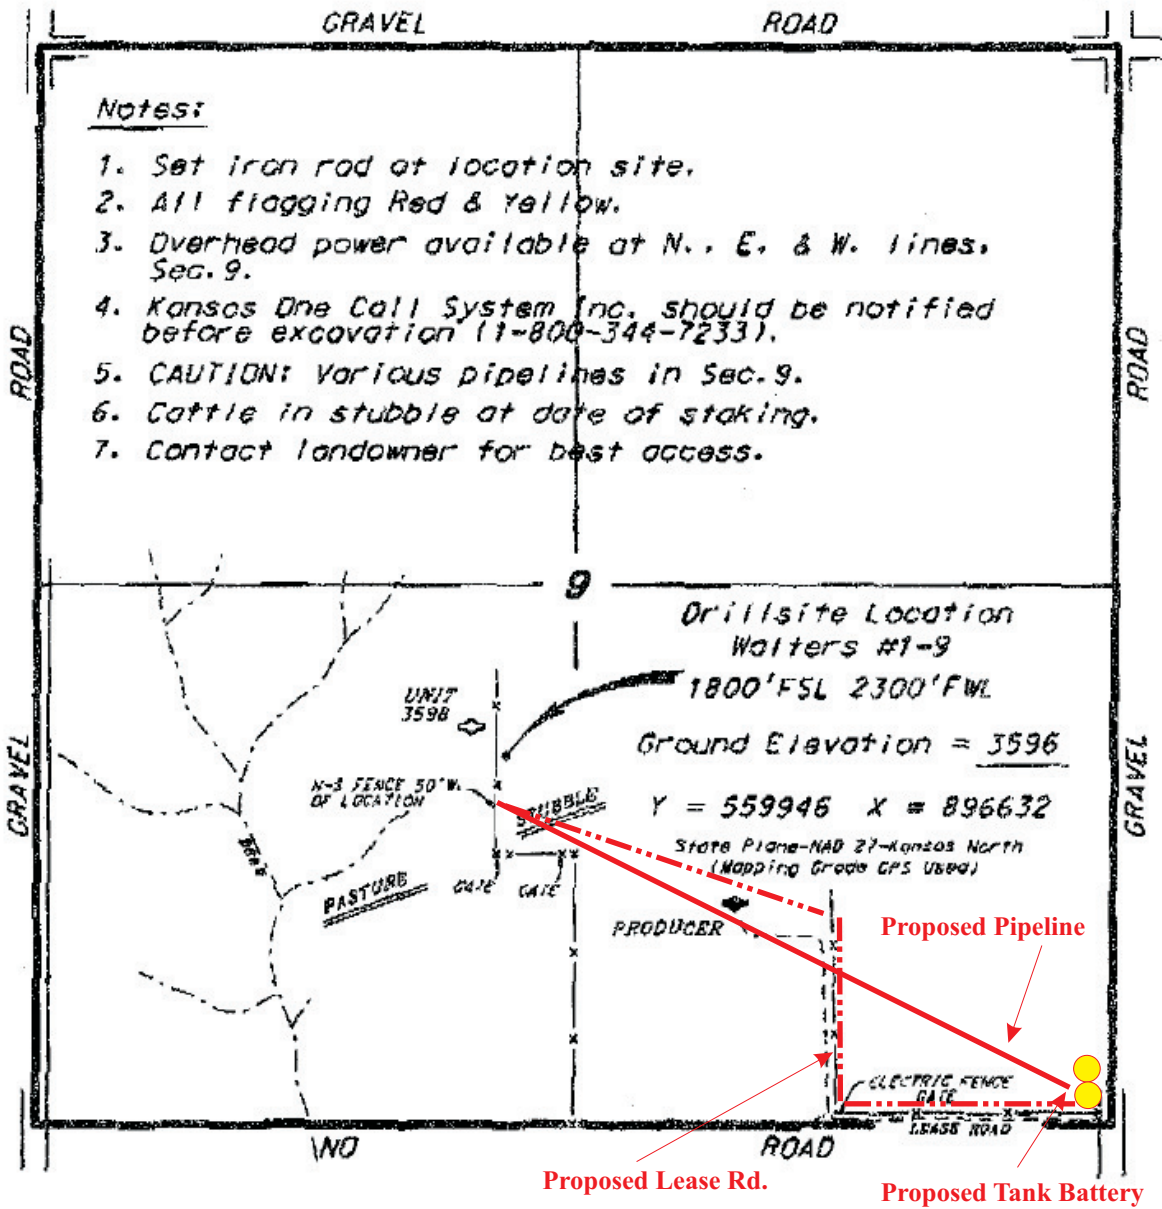 GRAVEL ROAD
Notes:
1. Set iron rod at location site.
2. All flagging Red & Yellow.
3. Overhead power available at N., E. & W. lines,
Sec. 9.
4. Kansas One Call System Inc. should be notified
before excavation (1-800-344-7233).
5. CAUTION: Various pipelines in Sec. 9.
6. Cattle in stubble at date of staking.
7. Contact landowner for best access.
ROAD
ROAD
9
Drillsite Location
Walters #1-9
1800'FSL 2300'FWL
UNIT
3598
Ground Elevation = 3596
GRAVEL
GRAVEL
N-S FENCE 50'W.
OF LOCATION
STUBBLE
Y = 559946 X = 896632
State Plane-NAD 27-Kansas North
(Mapping Grade GPS Used)
PASTURE
GATE
GATE
PRODUCER
Proposed Pipeline
ELECTRIC FENCE
GATE
LEASE ROAD
NO ROAD
Proposed Lease Rd.
Proposed Tank Battery